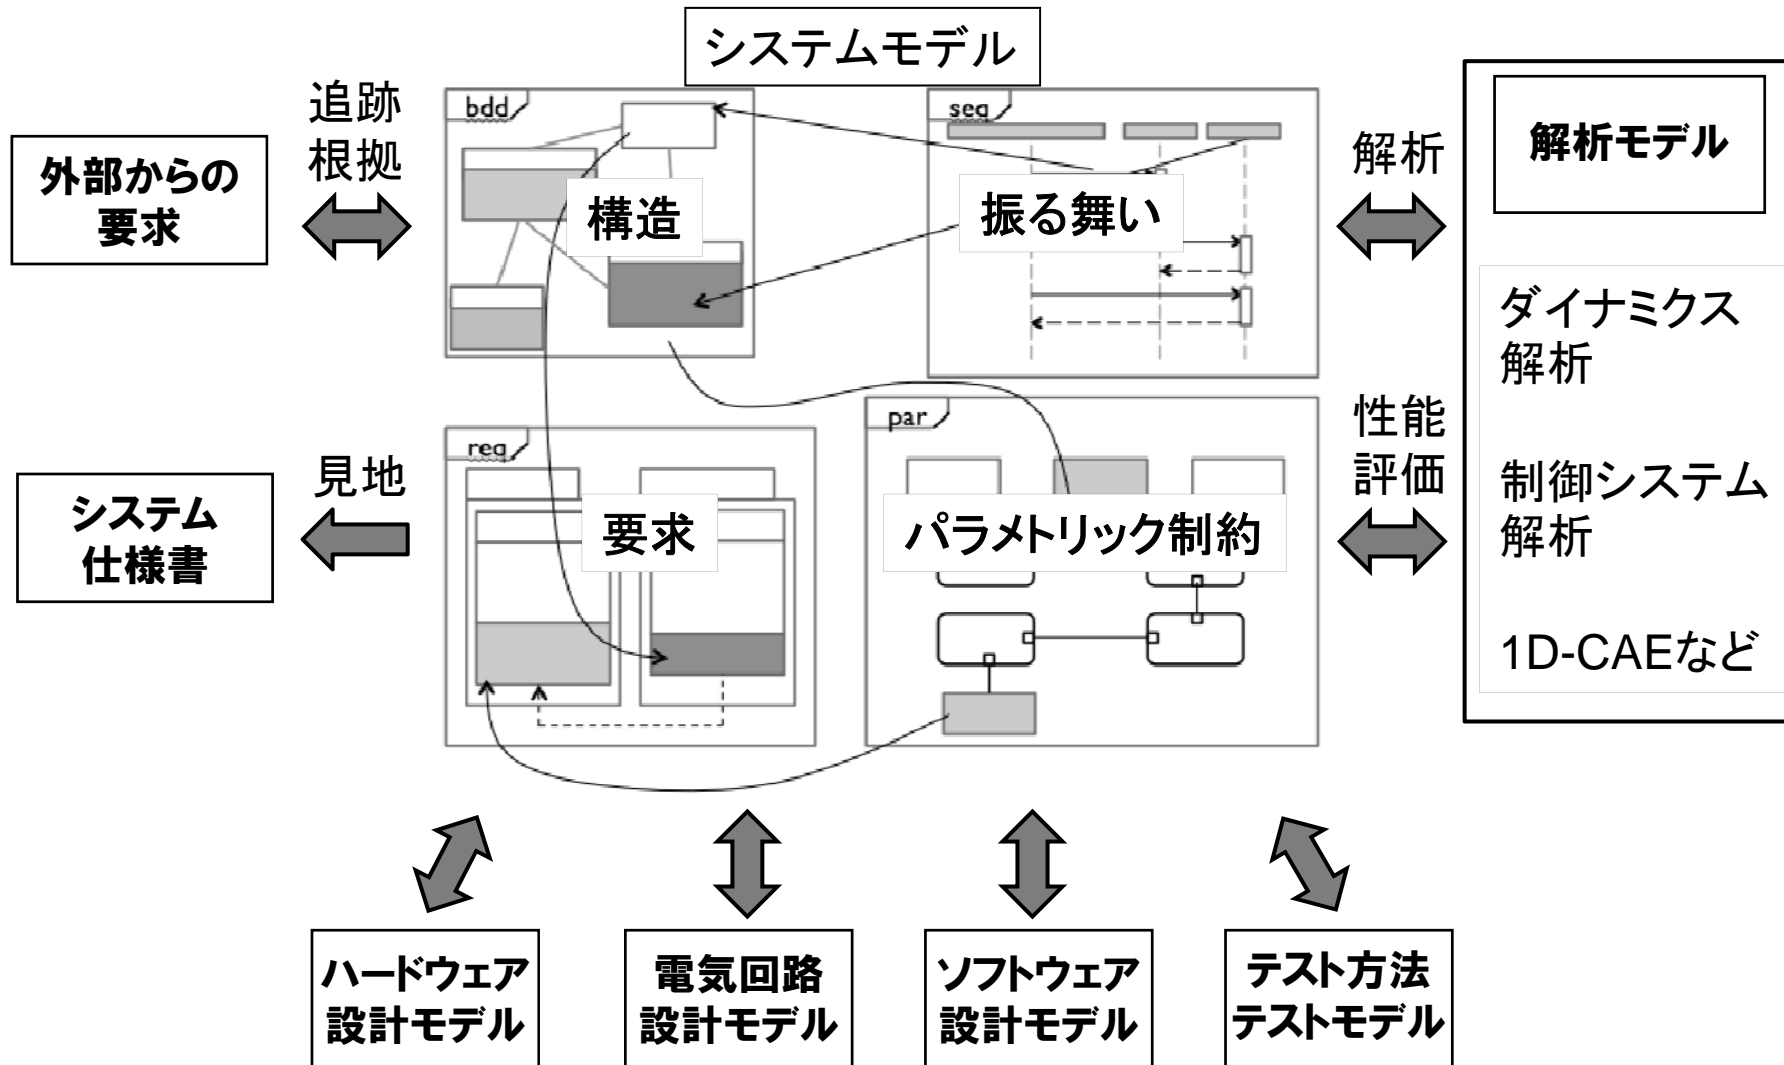 システムモデル
追跡
根拠
外部からの
要求
bdd
構造
seq
振る舞い
解析
解析モデル
ダイナミクス
解析
制御システム
解析
1D-CAEなど
見地
システム
仕様書
req
要求
par
パラメトリック制約
性能
評価
ハードウェア
設計モデル
電気回路
設計モデル
ソフトウェア
設計モデル
テスト方法
テストモデル